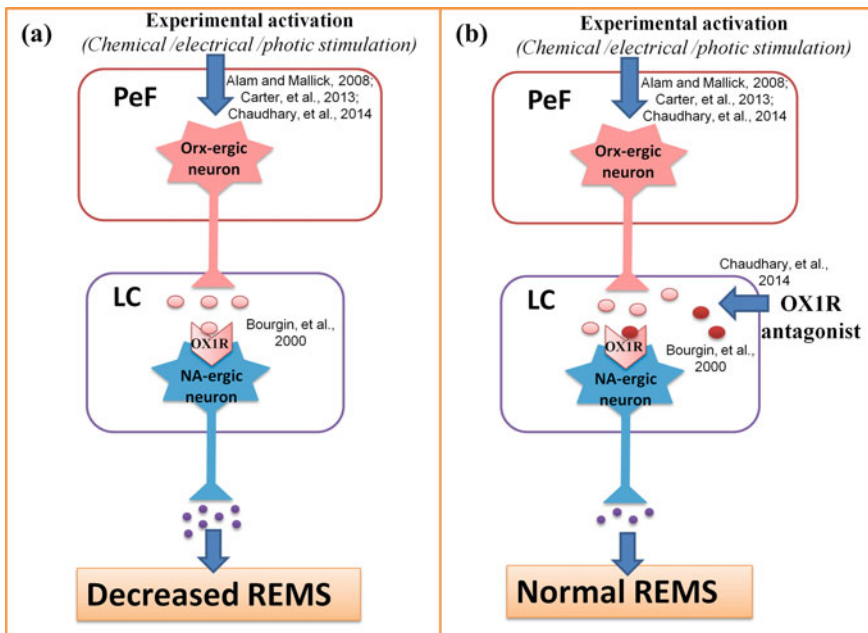 (a)
Experimental activation
(Chemical /electrical /photic stimulation)
PeF
Alam and Mallick, 2008;
Carter, et al., 2013;
Chaudhary, et al., 2014
Orx-ergic
neuron
LC
Bourgin, et al.,
2000
OX1R
NA-ergic
neuron
Decreased REMS
(b)
Experimental activation
(Chemical /electrical /photic stimulation)
PeF
Alam and Mallick, 2008;
Carter, et al., 2013;
Chaudhary, et al., 2014
Orx-ergic
neuron
LC
Chaudhary, et al.,
2014
OX1R
antagonist
OX1R
Bourgin, et al.,
2000
NA-ergic
neuron
Normal REMS